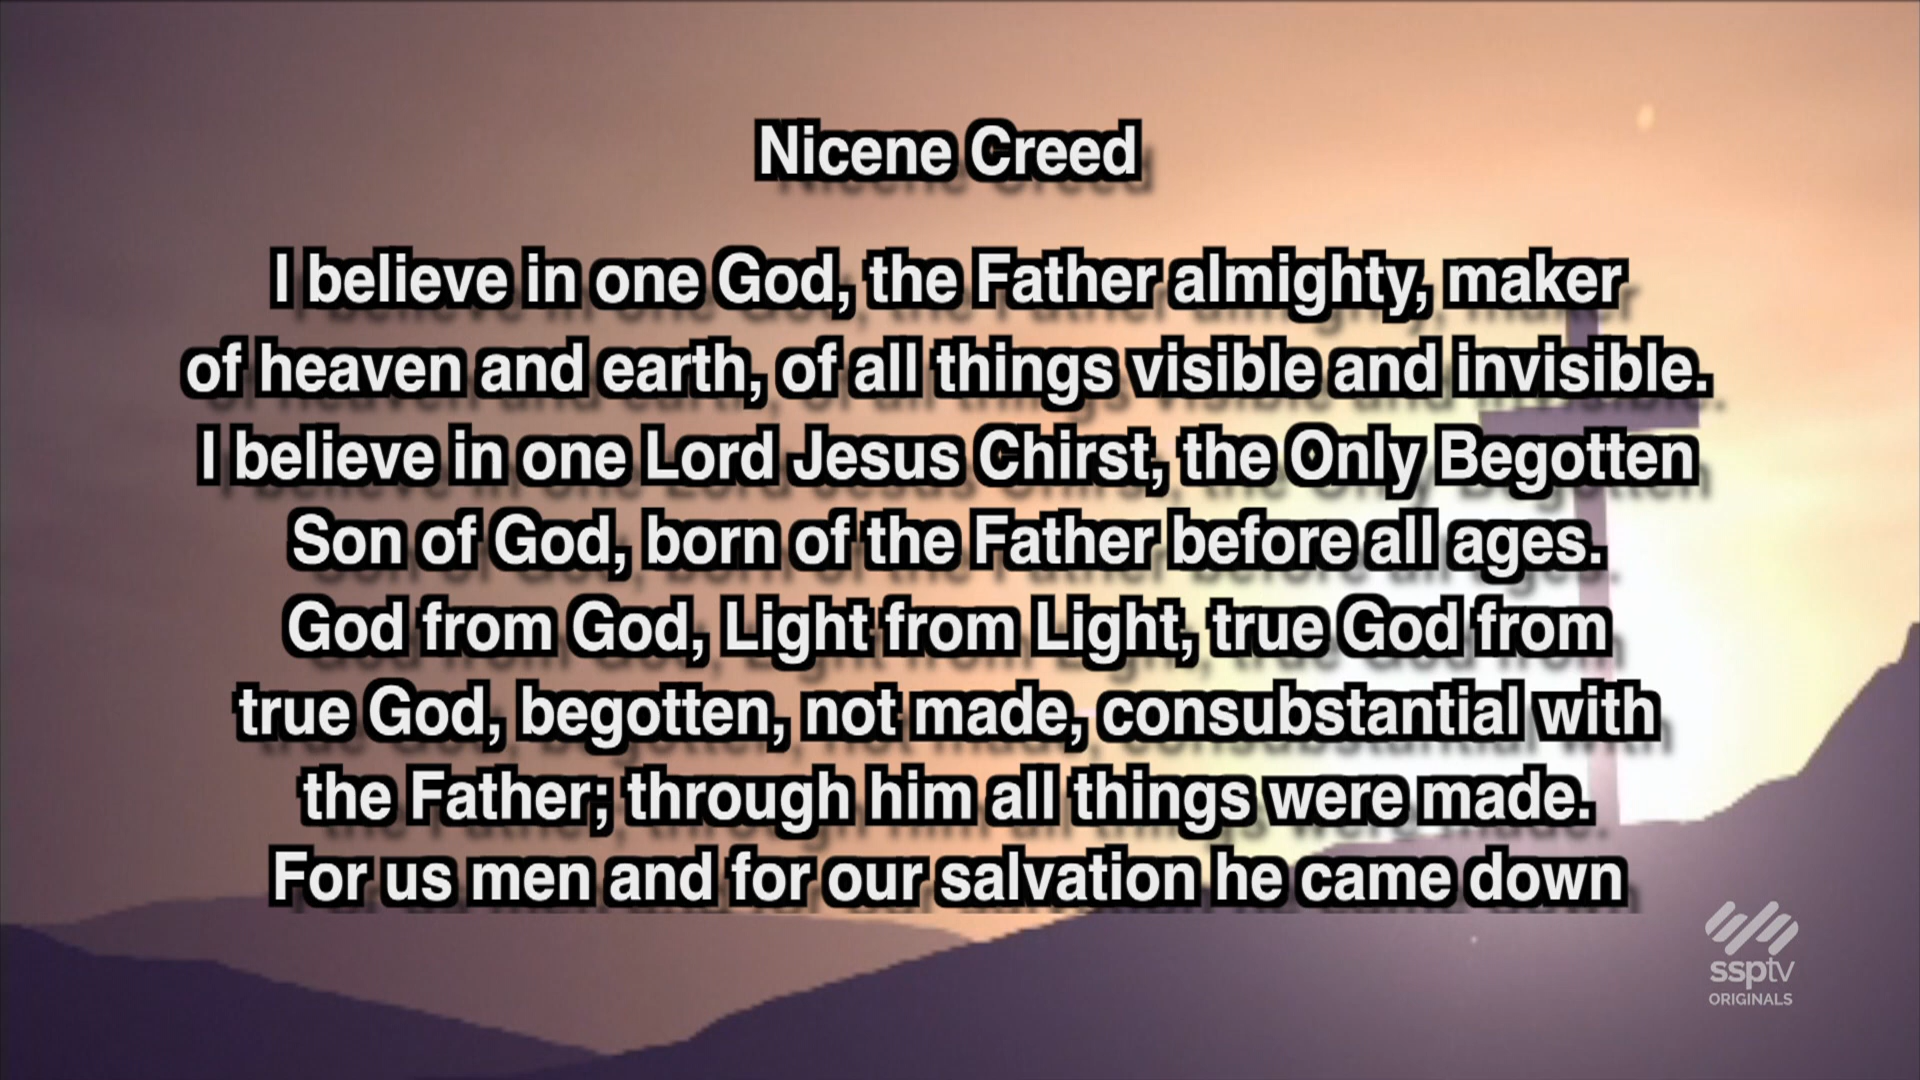 Nicene Creed
I believe in one God, the Father almighty, maker
of heaven and earth, of all things visible and invisible.
I believe in one Lord Jesus Chirst, the Only Begotten
Son of God, born of the Father before all ages.
God from God, Light from Light, true God from
true God, begotten, not made, consubstantial with
the Father; through him all things were made.
For us men and for our salvation he came down
ssptv
ORIGINALS